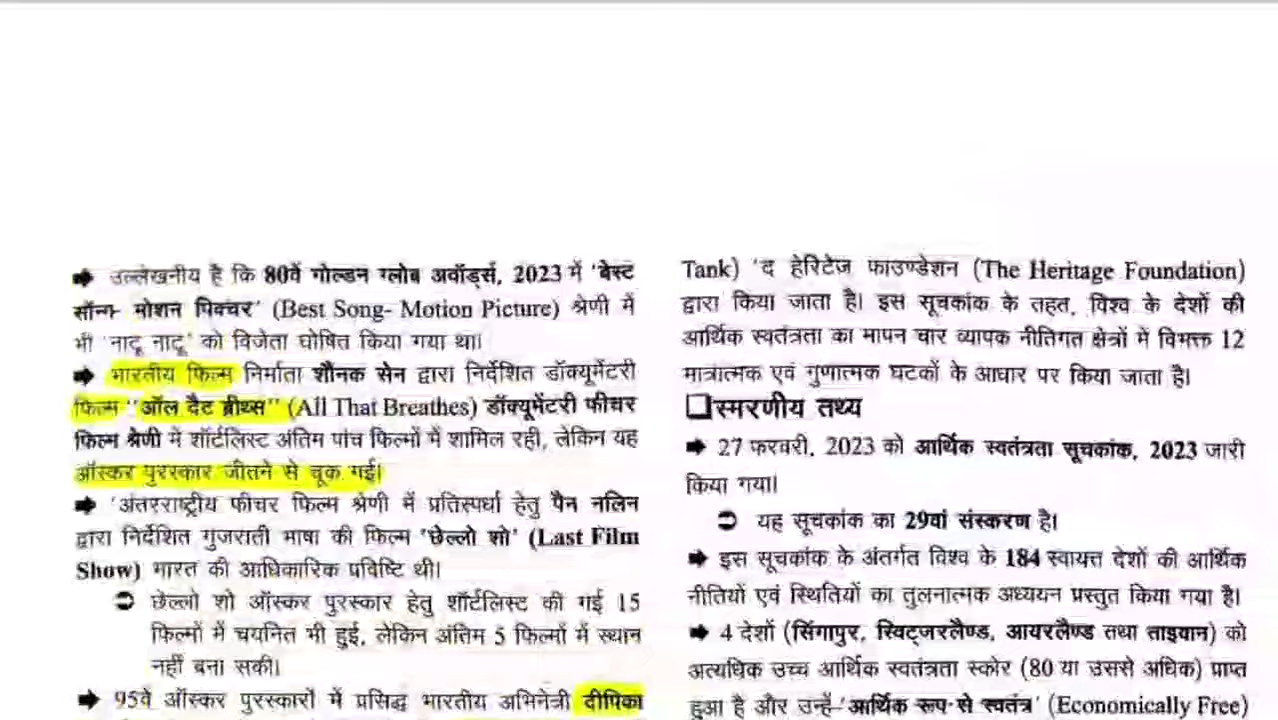 ➡ उल्लेखनीय है कि 80वें गोल्डन ग्लोब अवॉर्ड्स, 2023 में 'बेस्ट
सॉन्ग- मोशन पिक्चर' (Best Song- Motion Picture) श्रेणी में
भी 'नाटू नाटू' को विजेता घोषित किया गया था।
➡ भारतीय फिल्म निर्माता शौनक सेन द्वारा निर्देशित डॉक्यूमेंटरी
फिल्म "ऑल दैट ब्रीथ्स" (All That Breathes) डॉक्यूमेंटरी फीचर
फिल्म श्रेणी में शॉर्टलिस्ट अंतिम पांच फिल्मों में शामिल रही, लेकिन यह
ऑस्कर पुरस्कार जीतने से चूक गई।
➡ 'अंतरराष्ट्रीय फीचर फिल्म श्रेणी में प्रतिस्पर्धा हेतु पैन नलिन
द्वारा निर्देशित गुजराती भाषा की फिल्म 'छेल्लो शो' (Last Film
Show) भारत की आधिकारिक प्रविष्टि थी।
➲ छेल्लो शो ऑस्कर पुरस्कार हेतु शॉर्टलिस्ट की गई 15
फिल्मों में चयनित भी हुई, लेकिन अंतिम 5 फिल्मों में स्थान
नहीं बना सकी।
➡ 95वें ऑस्कर पुरस्कारों में प्रसिद्ध भारतीय अभिनेत्री दीपिका
Tank) 'द हेरिटेज फाउण्डेशन (The Heritage Foundation)
द्वारा किया जाता है। इस सूचकांक के तहत, विश्व के देशों की
आर्थिक स्वतंत्रता का मापन चार व्यापक नीतिगत क्षेत्रों में विभक्त 12
मात्रात्मक एवं गुणात्मक घटकों के आधार पर किया जाता है।
❑स्मरणीय तथ्य
➡ 27 फरवरी, 2023 को आर्थिक स्वतंत्रता सूचकांक, 2023 जारी
किया गया।
➲ यह सूचकांक का 29वां संस्करण है।
➡ इस सूचकांक के अंतर्गत विश्व के 184 स्वायत्त देशों की आर्थिक
नीतियों एवं स्थितियों का तुलनात्मक अध्ययन प्रस्तुत किया गया है।
➡ 4 देशों (सिंगापुर, स्विट्जरलैण्ड, आयरलैण्ड तथा ताइवान) को
अत्यधिक उच्च आर्थिक स्वतंत्रता स्कोर (80 या उससे अधिक) प्राप्त
हुआ है और उन्हें 'आर्थिक रूप से स्वतंत्र' (Economically Free)